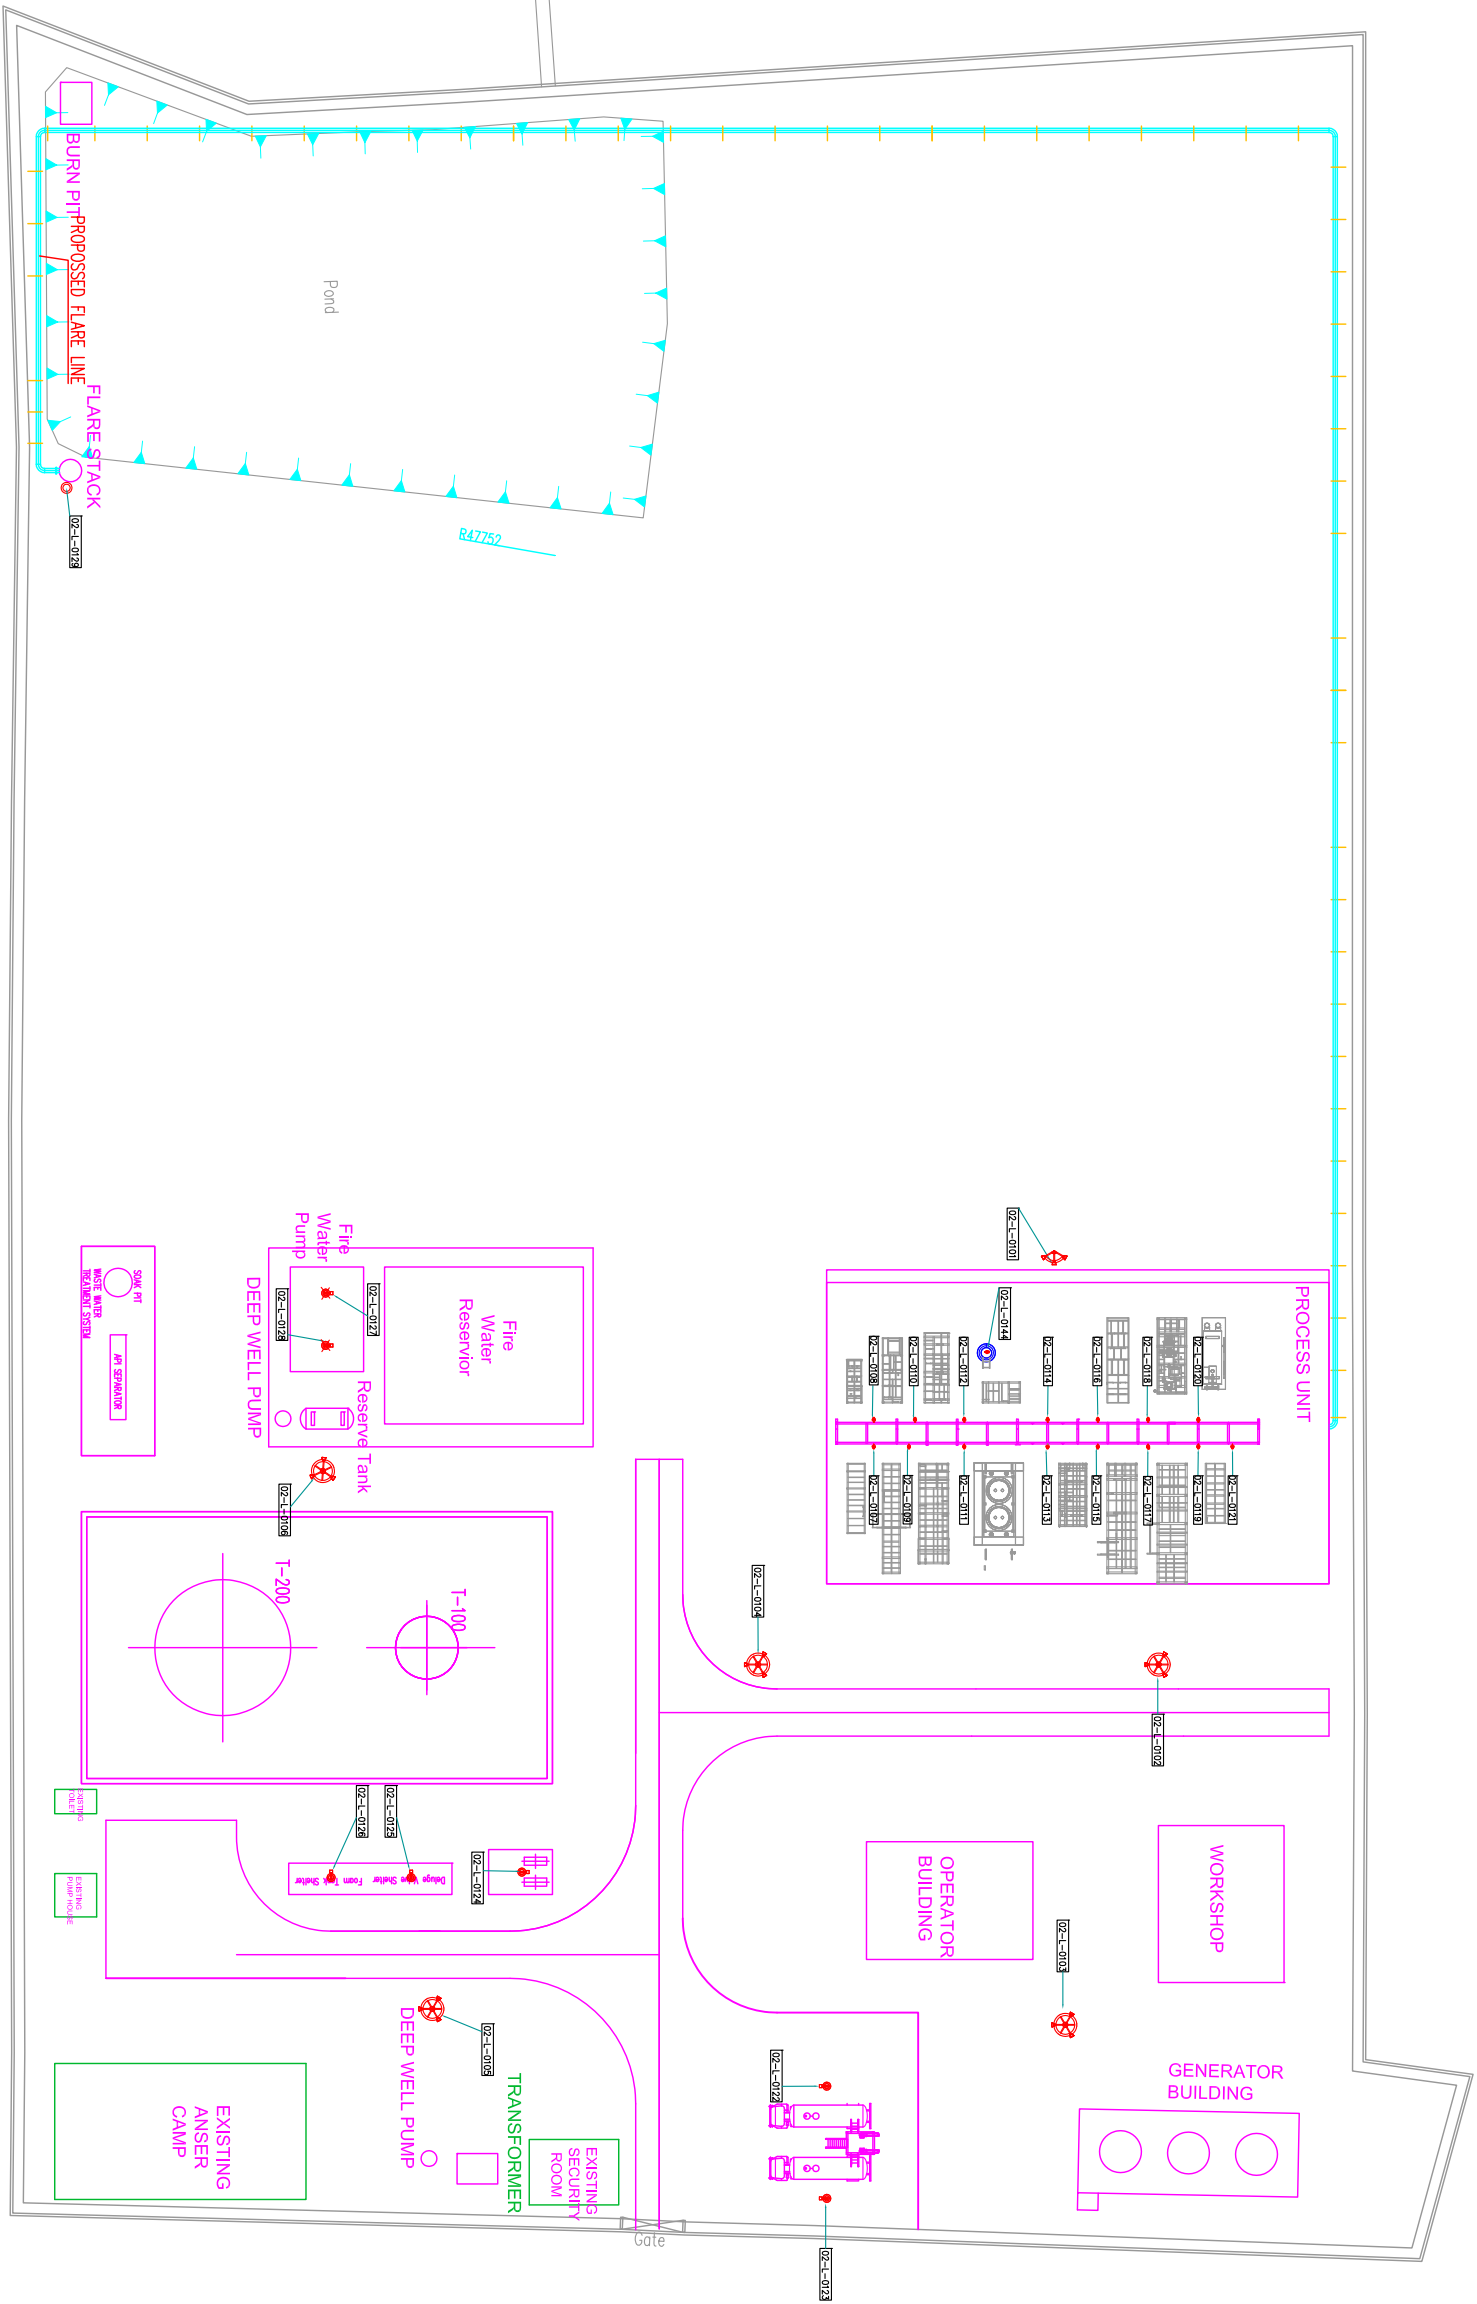 BURN PIT
PROPOSSED FLARE LINE
FLARE STACK
02-L-0129
Pond
R47752
02-L-0101
PROCESS UNIT
02-L-0144
02-L-0108
02-L-0110
02-L-0112
02-L-0114
02-L-0116
02-L-0118
02-L-0120
02-L-0107
02-L-0109
02-L-0111
02-L-0113
02-L-0115
02-L-0117
02-L-0119
02-L-0121
Fire
Water
Pump
02-L-0127
02-L-0128
DEEP WELL PUMP
Fire
Water
Reservior
Reserve Tank
SOAK PIT
WASTE WATER
TREATMENT SYSTEM
API SEPARATOR
02-L-0106
T-200
T-100
02-L-0104
02-L-0102
EXISTING
TOILET
EXISTING
PUMP HOUSE
02-L-0126
02-L-0125
02-L-0124
Deluge Valve Shelter
Foam Tank Shelter
OPERATOR
BUILDING
WORKSHOP
02-L-0103
02-L-0105
DEEP WELL PUMP
TRANSFORMER
EXISTING
ANSER
CAMP
EXISTING
SECURITY
ROOM
02-L-0122
02-L-0123
GENERATOR
BUILDING
Gate